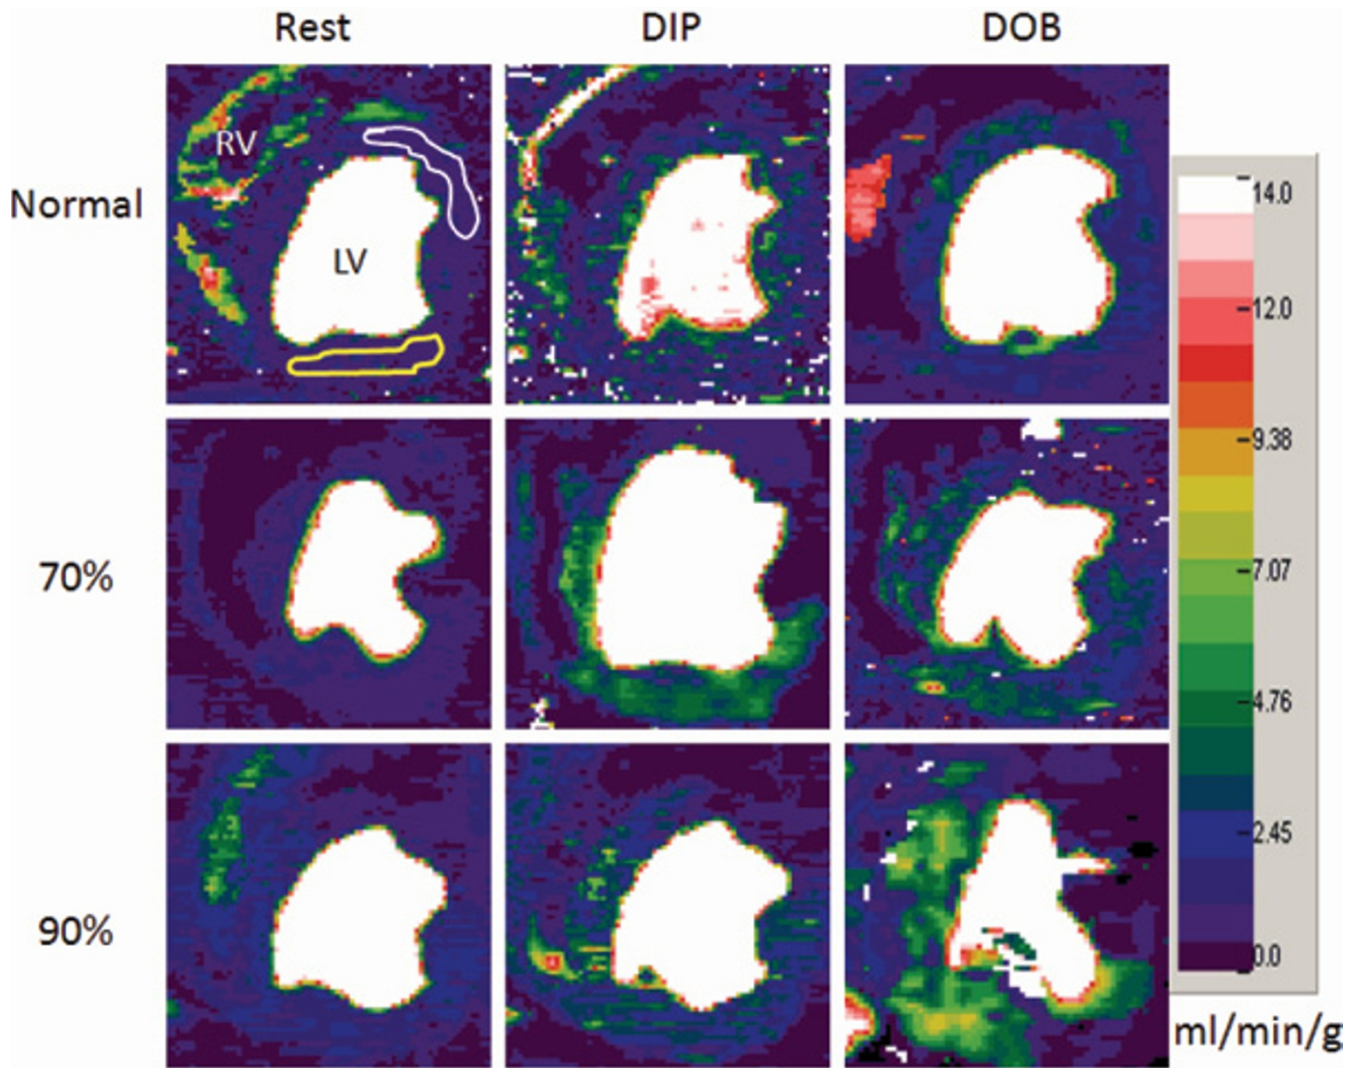 Rest DIP DOB
Normal
RV
LV
70%
90%
14.0
12.0
9.38
7.07
4.76
2.45
0.0
ml/min/g